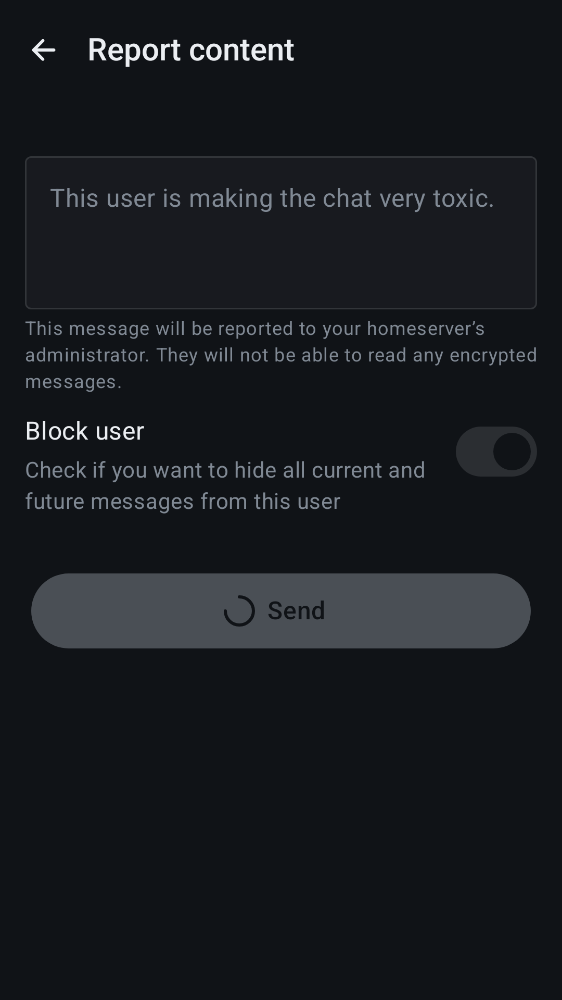 Report content
This user is making the chat very toxic.
This message will be reported to your homeserver’s
administrator. They will not be able to read any encrypted
messages.
Block user
Check if you want to hide all current and
future messages from this user
Send